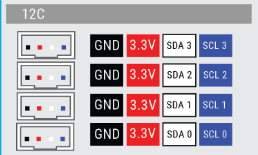 12C
GND 3.3V SDA 3 SCL 3
GND 3.3V SDA 2 SCL 2
GND 3.3V SDA 1 SCL 1
GND 3.3V SDA 0 SCL 0